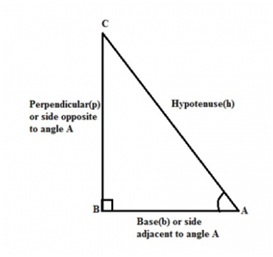 C
Perpendicular(p)
or side opposite
to angle A
Hypotenuse(h)
B
A
Base(b) or side
adjacent to angle A